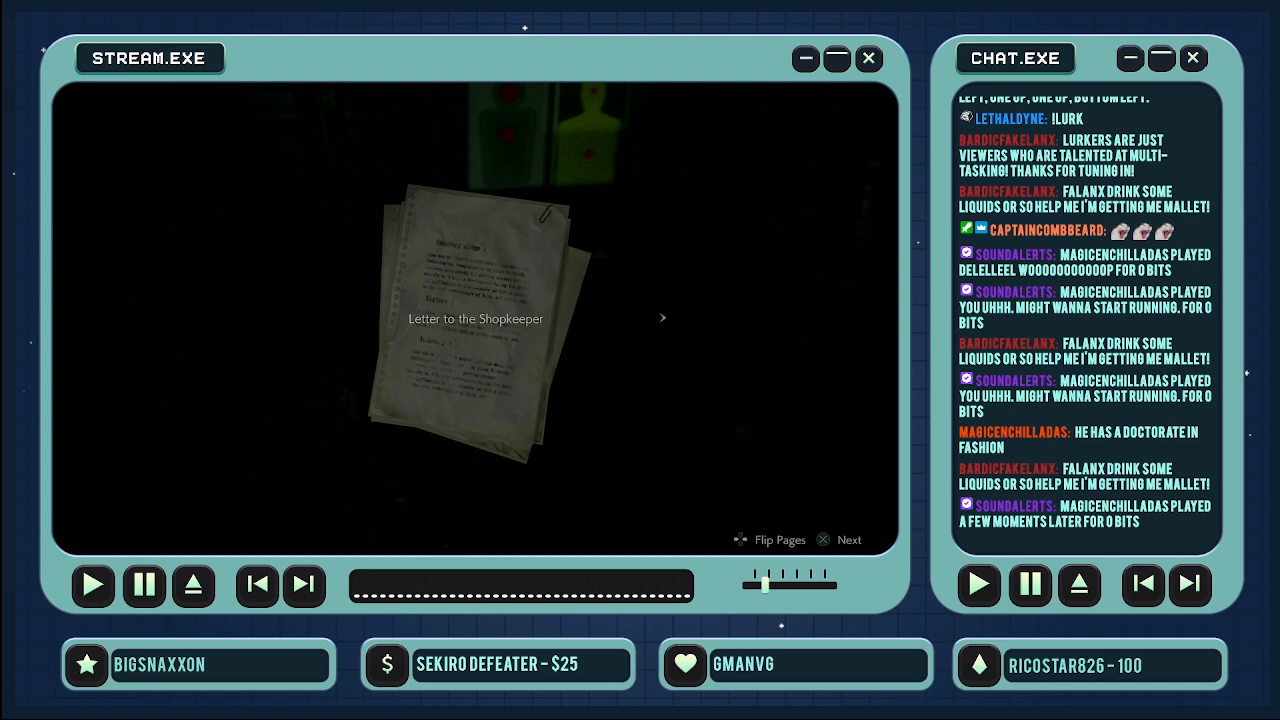 STREAM.EXE
Letter to the Shopkeeper
Flip Pages
Next
CHAT.EXE
LEFT, ONE UP, ONE UP, BOTTOM LEFT.
LETHALDYNE: !LURK
BARDICFAKELANX: LURKERS ARE JUST
VIEWERS WHO ARE TALENTED AT MULTI-
TASKING! THANKS FOR TUNING IN!
BARDICFAKELANX: FALANX DRINK SOME
LIQUIDS OR SO HELP ME I'M GETTING ME MALLET!
CAPTAINCOMBBEARD:
SOUNDALERTS: MAGICENCHILLADAS PLAYED
DELELLEEL WOOOOOOOOOOOP FOR 0 BITS
SOUNDALERTS: MAGICENCHILLADAS PLAYED
YOU UHHH. MIGHT WANNA START RUNNING. FOR 0
BITS
BARDICFAKELANX: FALANX DRINK SOME
LIQUIDS OR SO HELP ME I'M GETTING ME MALLET!
SOUNDALERTS: MAGICENCHILLADAS PLAYED
YOU UHHH. MIGHT WANNA START RUNNING. FOR 0
BITS
MAGICENCHILLADAS: HE HAS A DOCTORATE IN
FASHION
BARDICFAKELANX: FALANX DRINK SOME
LIQUIDS OR SO HELP ME I'M GETTING ME MALLET!
SOUNDALERTS: MAGICENCHILLADAS PLAYED
A FEW MOMENTS LATER FOR 0 BITS
BIGSNAXXON
$
SEKIRO DEFEATER - $25
GMANVG
RICOSTAR826 - 100